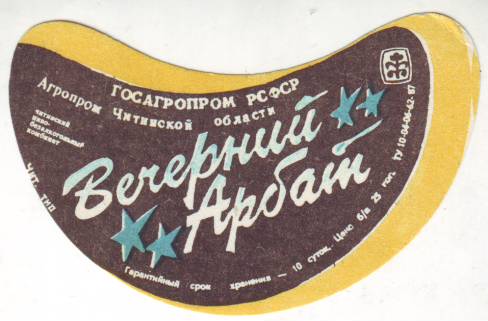 ГОСАГРОПРОМ РСФСР
Агропром Читинской области
читинский
пиво-
безалкогольный
комбинат
Чит. тип
Вечерний
Арбат
Гарантийный срок хранения — 10 суток. Цена б/п 25 коп. ТУ 10-04-06-42-87